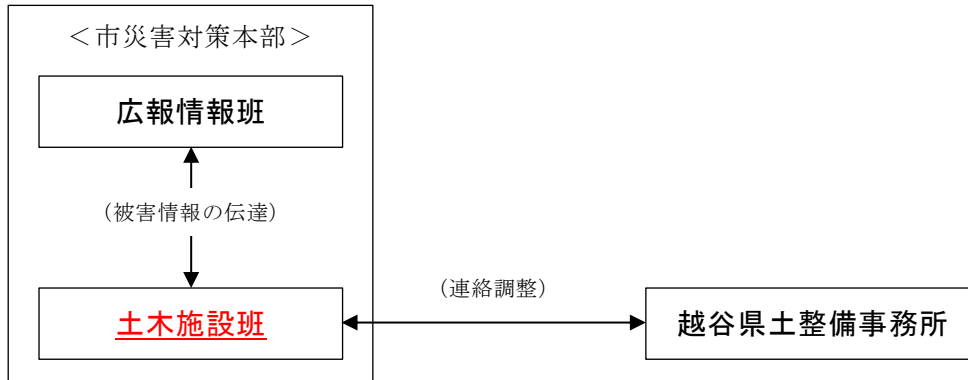 ＜市災害対策本部＞
広報情報班
（被害情報の伝達）
（連絡調整）
土木施設班
越谷県土整備事務所